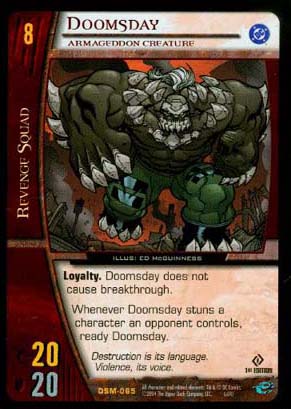 8
Doomsday
Armageddon Creature
Revenge Squad
Illus: Ed McGuinness
Loyalty. Doomsday does not
cause breakthrough.
Whenever Doomsday stuns a
character an opponent controls,
ready Doomsday.
Destruction is its language.
Violence, its voice.
20
20
DSM-085
1st Edition